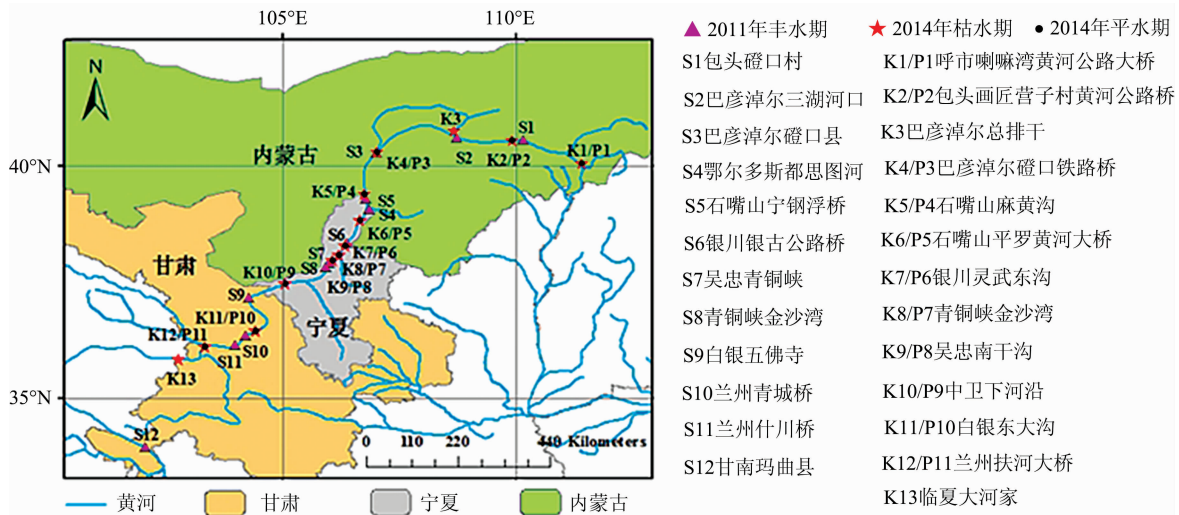 105°E 110°E
N
40°N
35°N
内蒙古
甘肃
宁夏
K3
S1
S2
K2/P2
K1/P1
S3
K4/P3
K5/P4
S5
S4
K6/P5
S6
K7/P6
S7
K8/P7
S8
K9/P8
K10/P9
S9
K11/P10
K12/P11
S10
S11
K13
S12
0 110 220 440 Kilometers
黄河 甘肃 宁夏 内蒙古
2011年丰水期 2014年枯水期 2014年平水期
S1包头磴口村
S2巴彦淖尔三湖河口
S3巴彦淖尔磴口县
S4鄂尔多斯都思图河
S5石嘴山宁钢浮桥
S6银川银古公路桥
S7吴忠青铜峡
S8青铜峡金沙湾
S9白银五佛寺
S10兰州青城桥
S11兰州什川桥
S12甘南玛曲县
K1/P1呼市喇嘛湾黄河公路大桥
K2/P2包头画匠营子村黄河公路桥
K3巴彦淖尔总排干
K4/P3巴彦淖尔磴口铁路桥
K5/P4石嘴山麻黄沟
K6/P5石嘴山平罗黄河大桥
K7/P6银川灵武东沟
K8/P7青铜峡金沙湾
K9/P8吴忠南干沟
K10/P9中卫下河沿
K11/P10白银东大沟
K12/P11兰州扶河大桥
K13临夏大河家